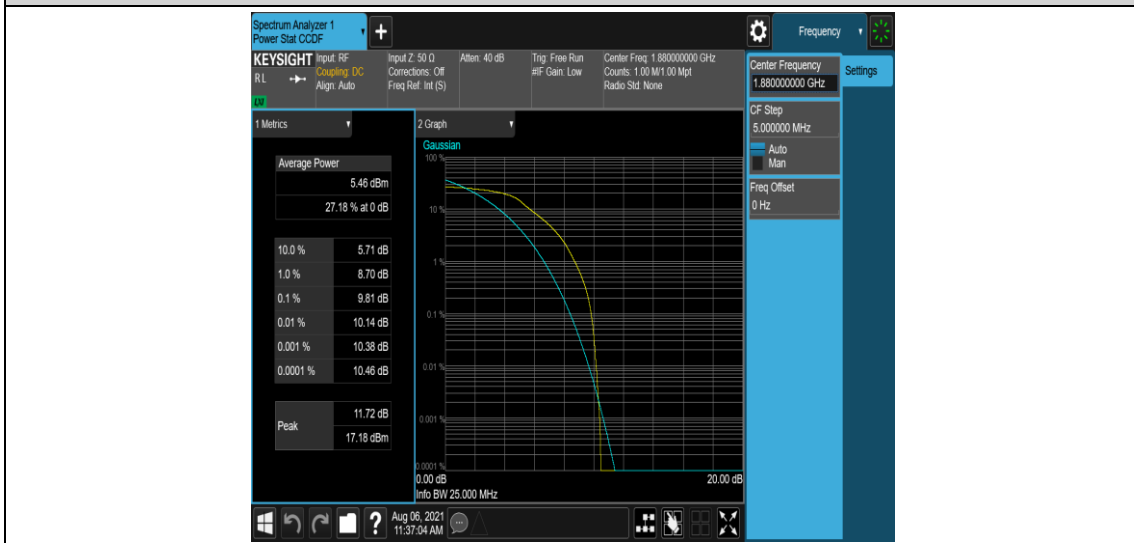 Spectrum Analyzer 1
Power Stat CCDF
Frequency
KEYSIGHT
RL
Input: RF
Coupling: DC
Align: Auto
Input Z: 50 Ω
Corrections: Off
Freq Ref: Int (S)
Atten: 40 dB
Trig: Free Run
#IF Gain: Low
Center Freq: 1.880000000 GHz
Counts: 1.00 M/1.00 Mpt
Radio Std: None
Center Frequency
1.880000000 GHz
Settings
CF Step
5.000000 MHz
Auto
Man
Freq Offset
0 Hz
1 Metrics
Average Power
5.46 dBm
27.18 % at 0 dB
10.0 % 5.71 dB
1.0 % 8.70 dB
0.1 % 9.81 dB
0.01 % 10.14 dB
0.001 % 10.38 dB
0.0001 % 10.46 dB
Peak
11.72 dB
17.18 dBm
2 Graph
Gaussian
100 %
10 %
1 %
0.1 %
0.01 %
0.001 %
0.0001 %
0.00 dB 20.00 dB
Info BW 25.000 MHz
?
Aug 06, 2021
11:37:04 AM